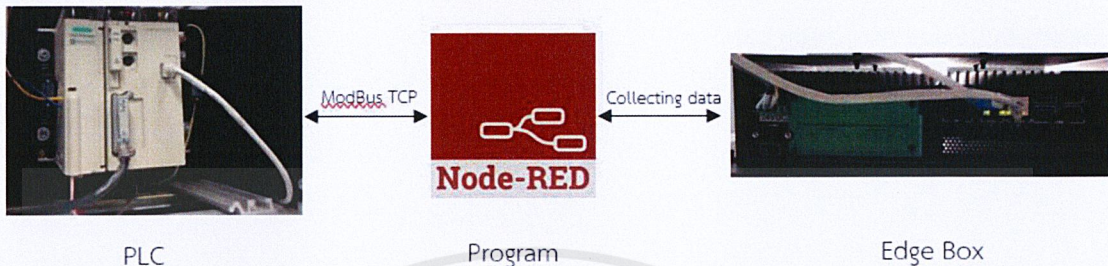 ModBus TCP
Collecting data
Node-RED
PLC
Program
Edge Box